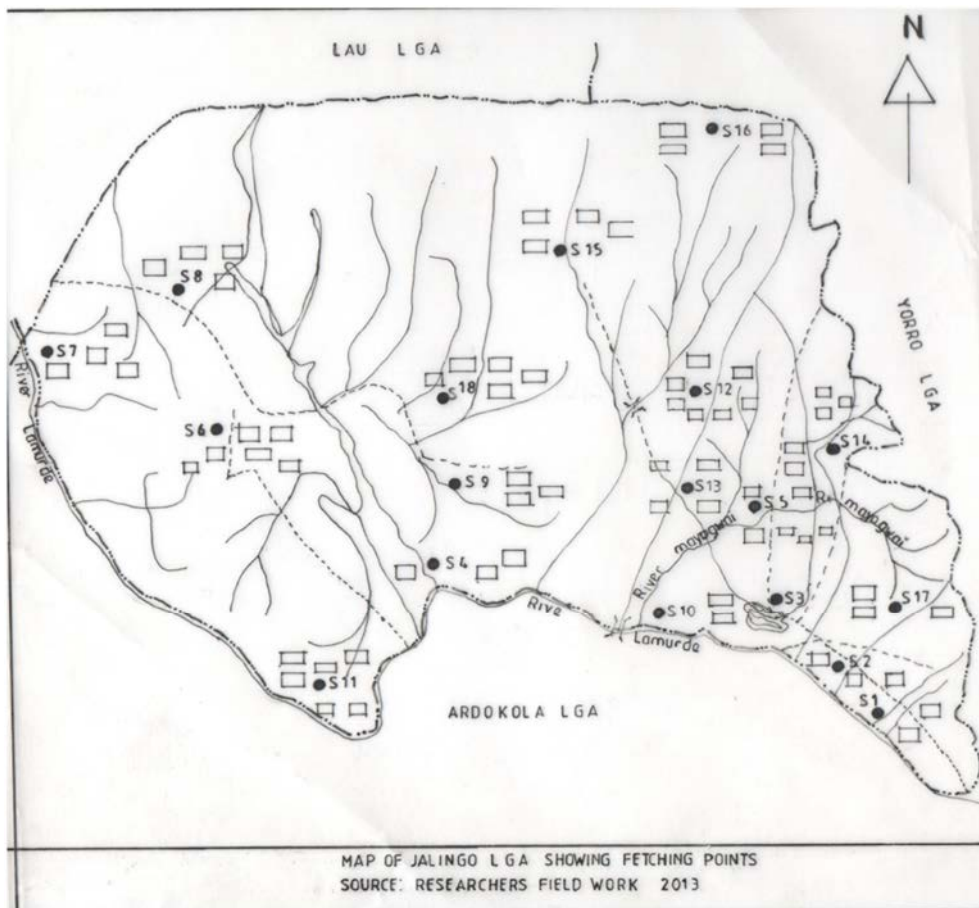 LAU LGA
N
S16
S15
S8
YORRO LGA
S7
River Lamurde
S18
S12
S6
S14
S9
S13
S5
R. mayogwai
River mayogwai
S4
Rive Lamurde
S10
S3
S17
S2
S11
S1
ARDOKOLA LGA
MAP OF JALINGO LGA SHOWING FETCHING POINTS
SOURCE: RESEARCHERS FIELD WORK 2013